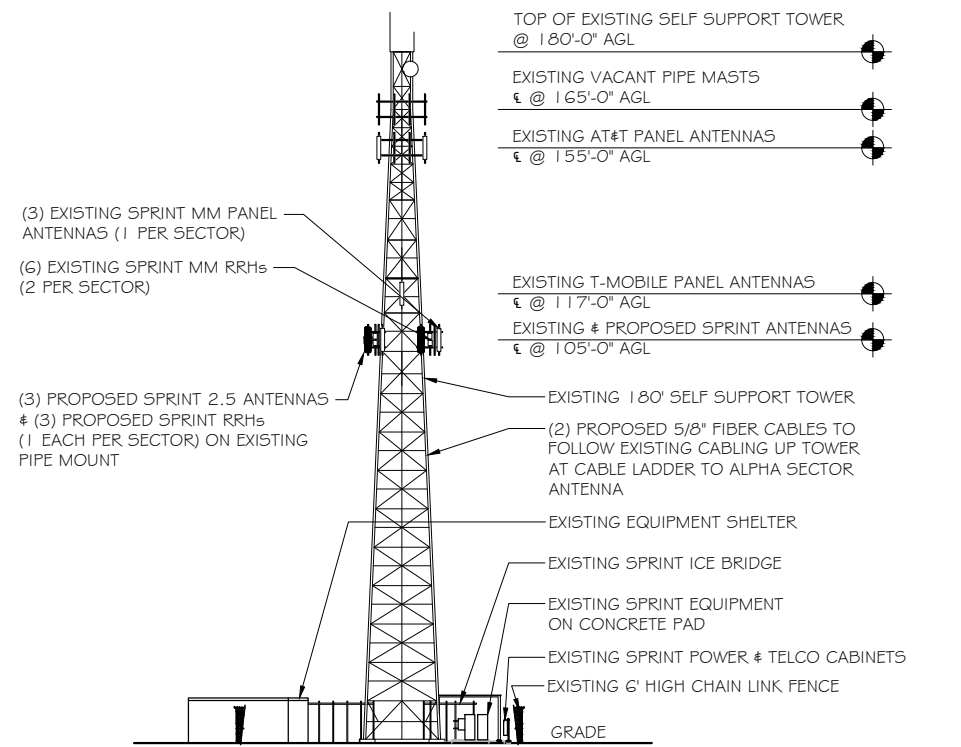 TOP OF EXISTING SELF SUPPORT TOWER
@ 180'-0" AGL
EXISTING VACANT PIPE MASTS
℄ @ 165'-0" AGL
EXISTING AT&T PANEL ANTENNAS
℄ @ 155'-0" AGL
(3) EXISTING SPRINT MM PANEL
ANTENNAS (1 PER SECTOR)
(6) EXISTING SPRINT MM RRHs
(2 PER SECTOR)
EXISTING T-MOBILE PANEL ANTENNAS
℄ @ 117'-0" AGL
EXISTING & PROPOSED SPRINT ANTENNAS
℄ @ 105'-0" AGL
(3) PROPOSED SPRINT 2.5 ANTENNAS
& (3) PROPOSED SPRINT RRHs
(1 EACH PER SECTOR) ON EXISTING
PIPE MOUNT
EXISTING 180' SELF SUPPORT TOWER
(2) PROPOSED 5/8" FIBER CABLES TO
FOLLOW EXISTING CABLING UP TOWER
AT CABLE LADDER TO ALPHA SECTOR
ANTENNA
EXISTING EQUIPMENT SHELTER
EXISTING SPRINT ICE BRIDGE
EXISTING SPRINT EQUIPMENT
ON CONCRETE PAD
EXISTING SPRINT POWER & TELCO CABINETS
EXISTING 6' HIGH CHAIN LINK FENCE
GRADE